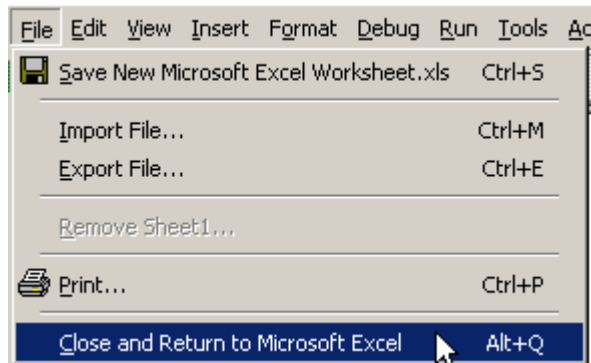 File Edit View Insert Format Debug Run Tools
Save New Microsoft Excel Worksheet.xls Ctrl+S
Import File... Ctrl+M
Export File... Ctrl+E
Remove Sheet1...
Print... Ctrl+P
Close and Return to Microsoft Excel Alt+Q